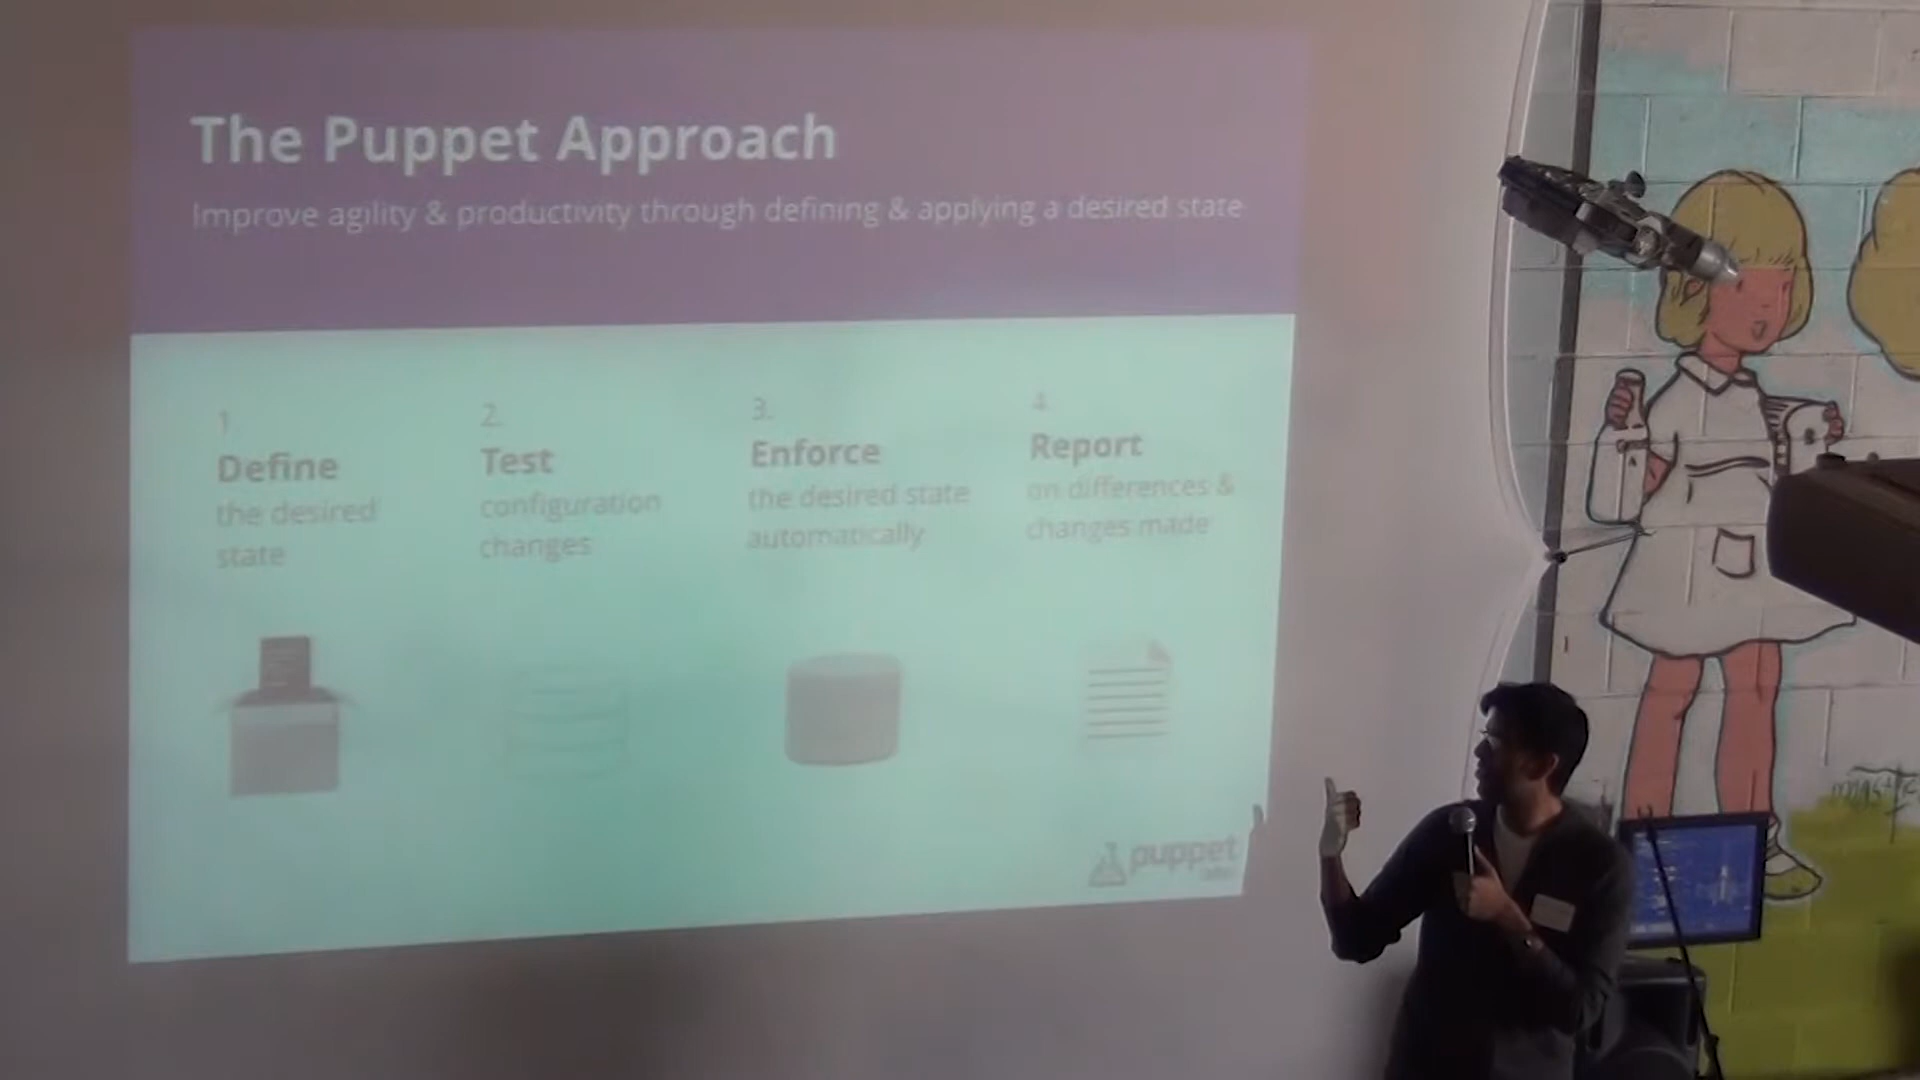 The Puppet Approach
Improve agility & productivity through defining & applying a desired state
1.
Define
the desired
state
2.
Test
configuration
changes
3.
Enforce
the desired state
automatically
4.
Report
on differences &
changes made
puppet
labs